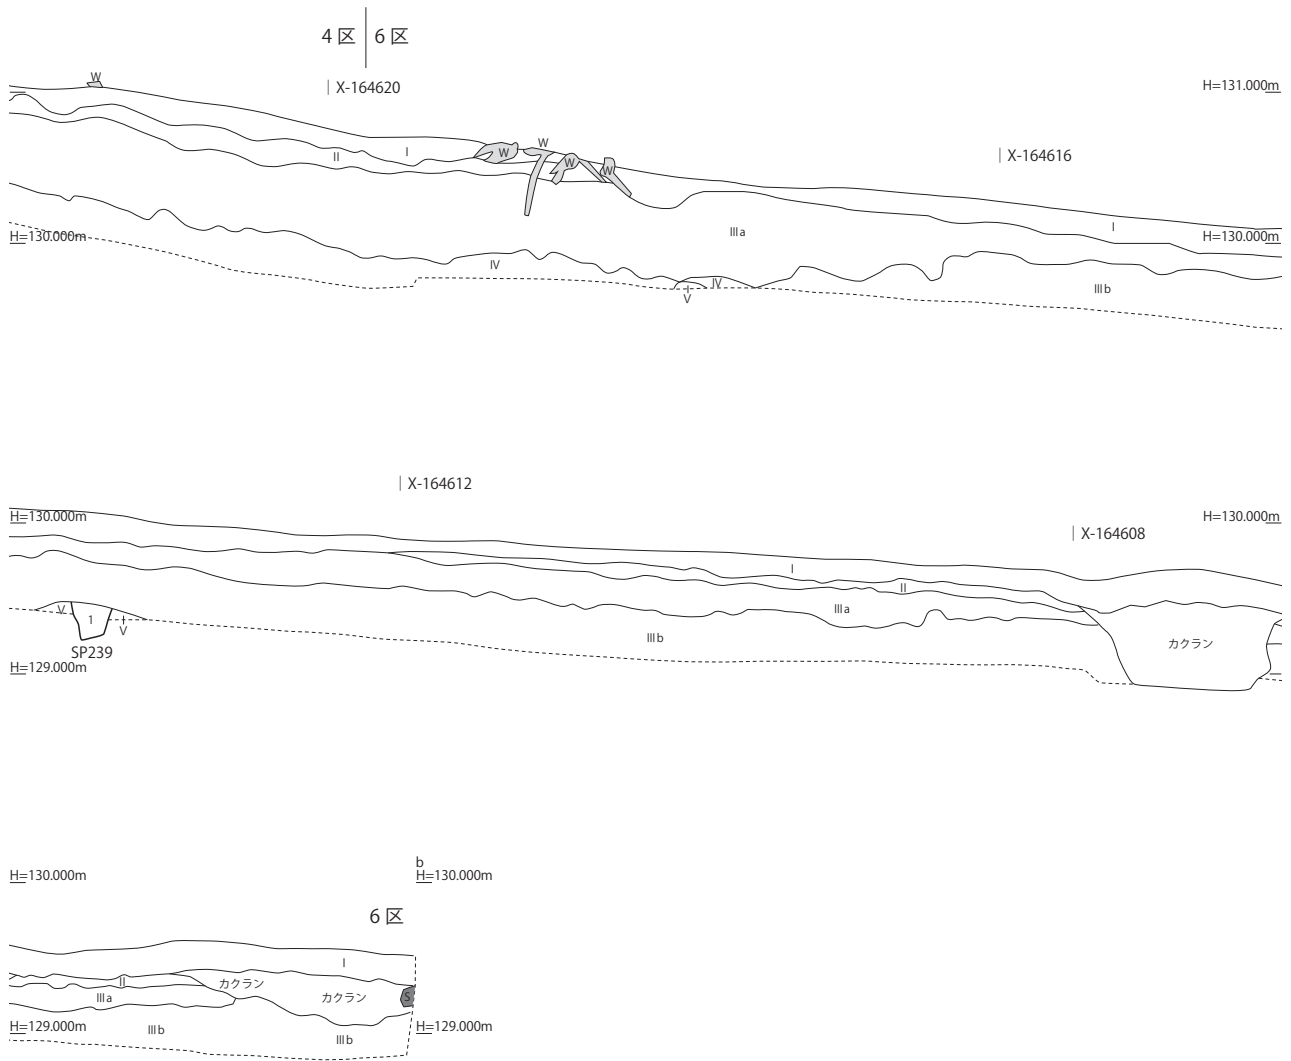 4 区 6 区
W
X-164620
H=131.000m
W
W
W
W
I
II
X-164616
IIIa
I
H=130.000m
H=130.000m
IV
IV
V
IIIb
X-164612
H=130.000m
H=130.000m
X-164608
I
II
IIIa
V
1
V
IIIb
カクラン
SP239
H=129.000m
b
H=130.000m
H=130.000m
6 区
I
II
カクラン
カクラン
S
IIIa
H=129.000m
IIIb
H=129.000m
IIIb